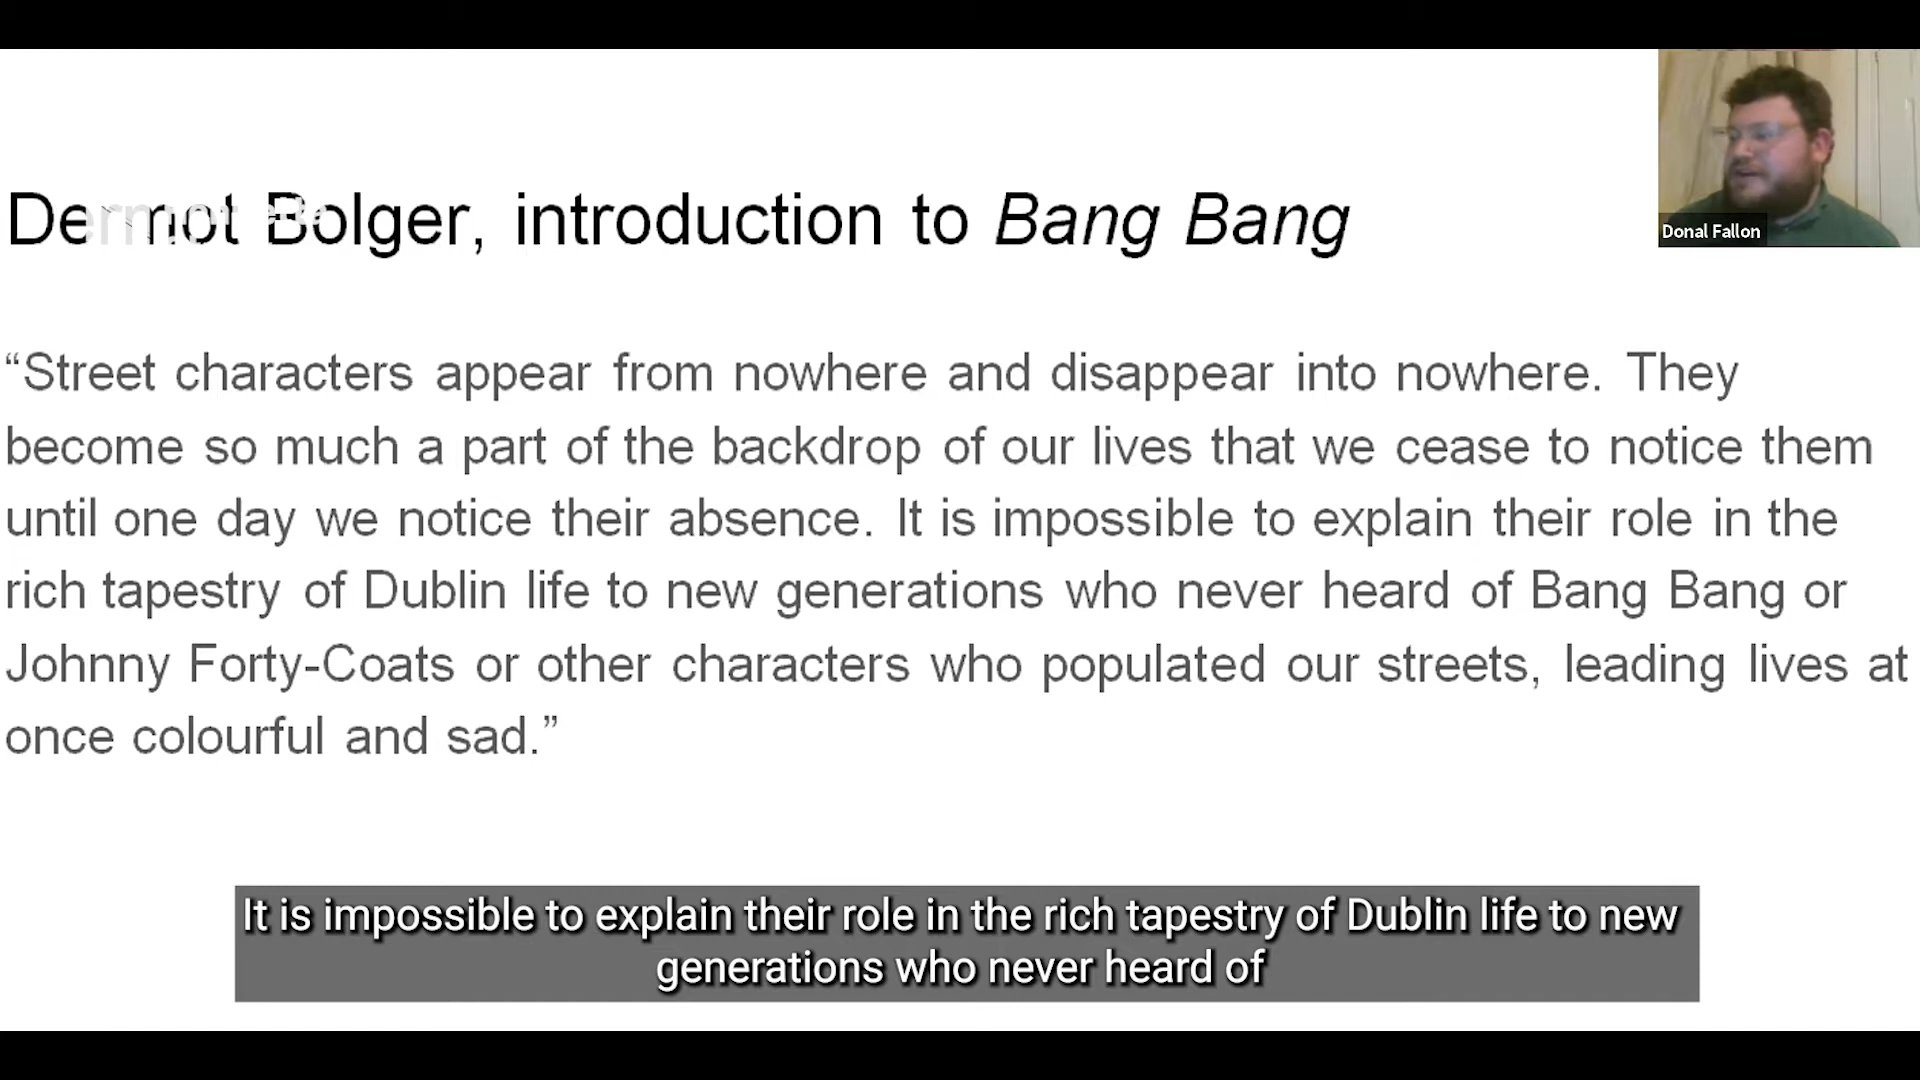 Dermot Bolger, introduction to Bang Bang
Donal Fallon
“Street characters appear from nowhere and disappear into nowhere. They
become so much a part of the backdrop of our lives that we cease to notice them
until one day we notice their absence. It is impossible to explain their role in the
rich tapestry of Dublin life to new generations who never heard of Bang Bang or
Johnny Forty-Coats or other characters who populated our streets, leading lives at
once colourful and sad.”
It is impossible to explain their role in the rich tapestry of Dublin life to new
generations who never heard of